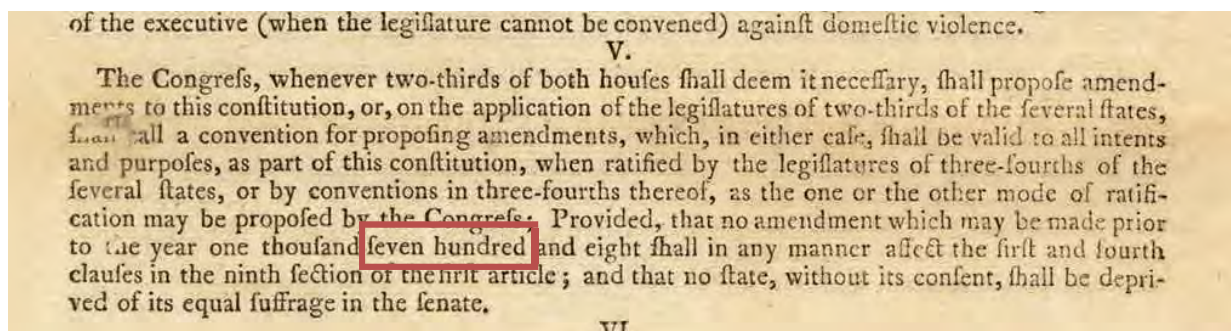 of the executive (when the legiſlature cannot be convened) againſt domeſtic violence.
V.
The Congreſs, whenever two-thirds of both houſes ſhall deem it neceſſary, ſhall propoſe amend-
ments to this conſtitution, or, on the application of the legiſlatures of two-thirds of the ſeveral ſtates,
ſhall call a convention for propoſing amendments, which, in either caſe, ſhall be valid to all intents
and purpoſes, as part of this conſtitution, when ratified by the legiſlatures of three-fourths of the
ſeveral ſtates, or by conventions in three-fourths thereof, as the one or the other mode of ratifi-
cation may be propoſed by the Congreſs; Provided, that no amendment which may be made prior
to the year one thouſand ſeven hundred and eight ſhall in any manner affect the firſt and fourth
clauſes in the ninth ſection of the firſt article; and that no ſtate, without its conſent, ſhall be depri-
ved of its equal ſuffrage in the ſenate.
VI.